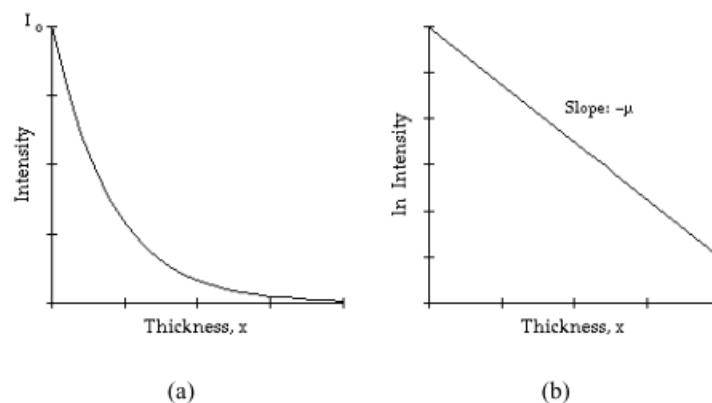 I₀
Intensity
Thickness, x
(a)
Slope: -μ
ln Intensity
Thickness, x
(b)